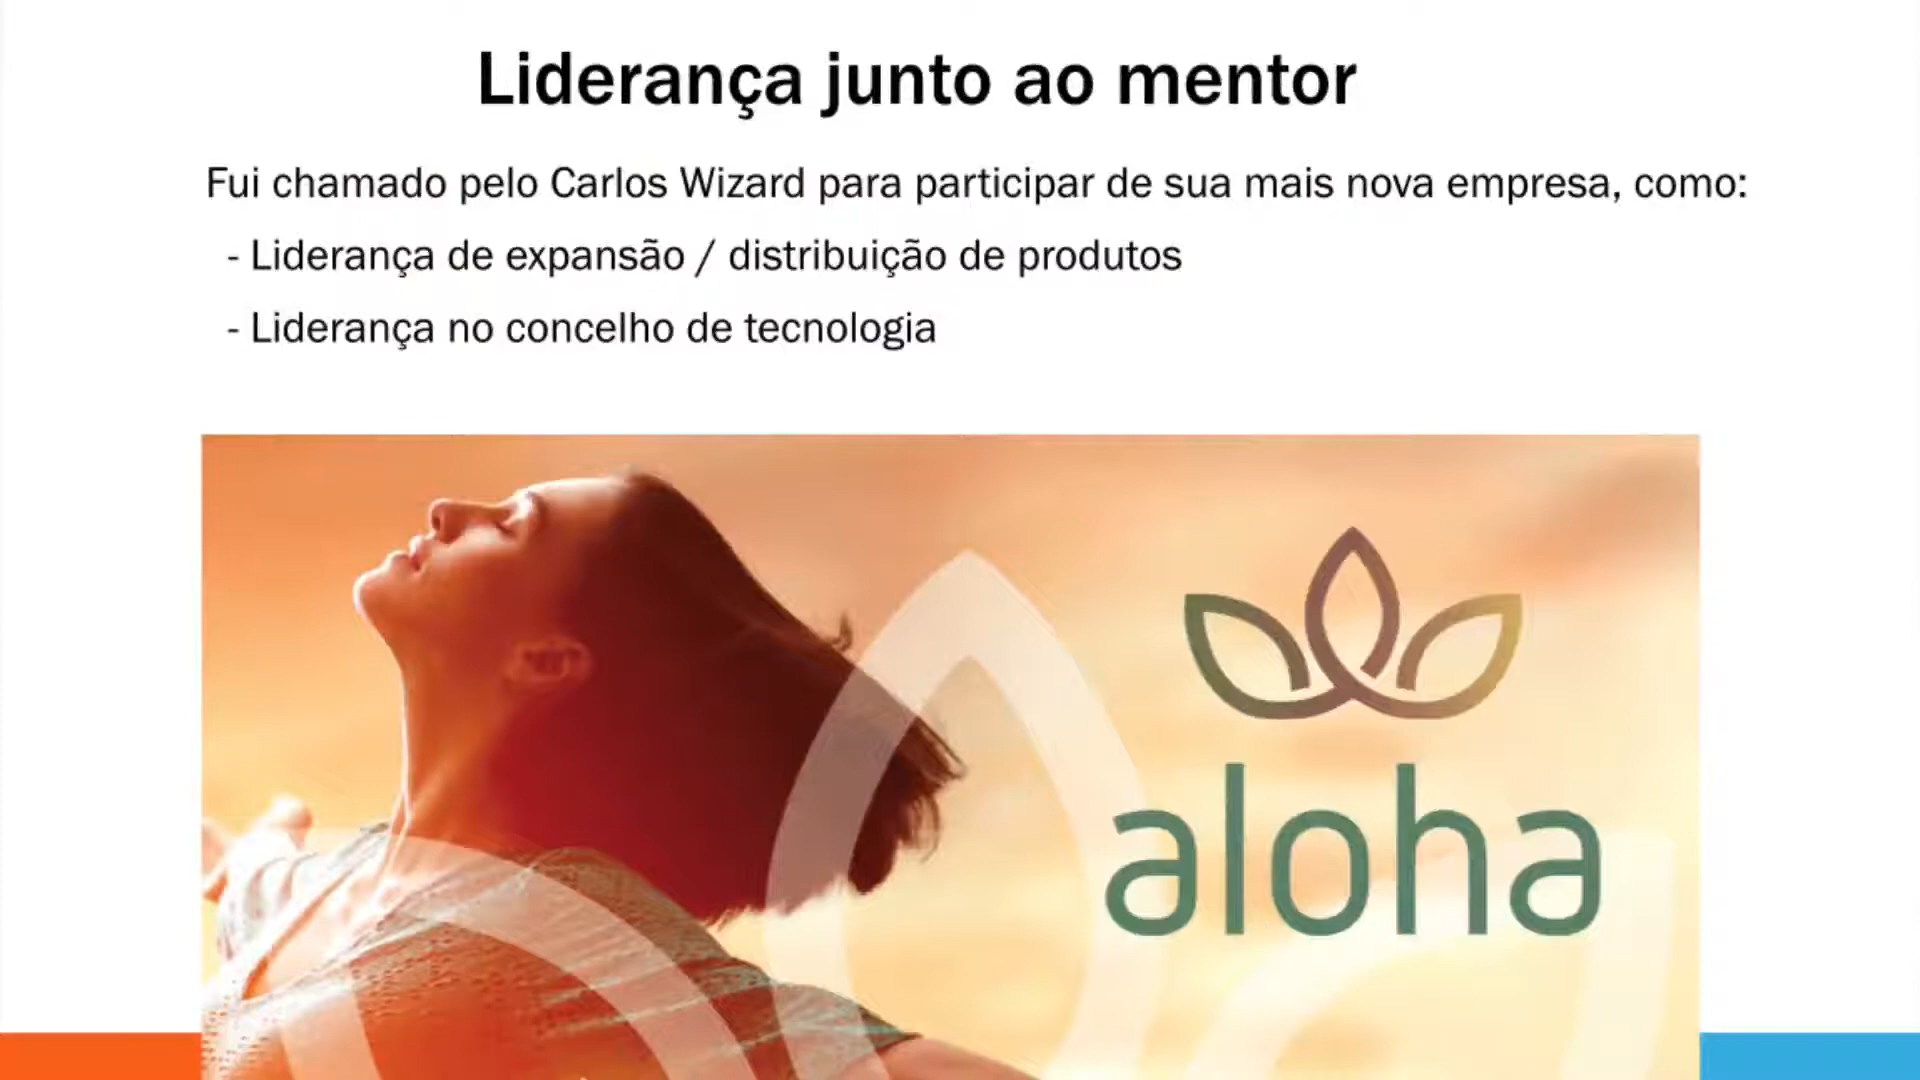 Liderança junto ao mentor
Fui chamado pelo Carlos Wizard para participar de sua mais nova empresa, como:
- Liderança de expansão / distribuição de produtos
- Liderança no concelho de tecnologia
aloha